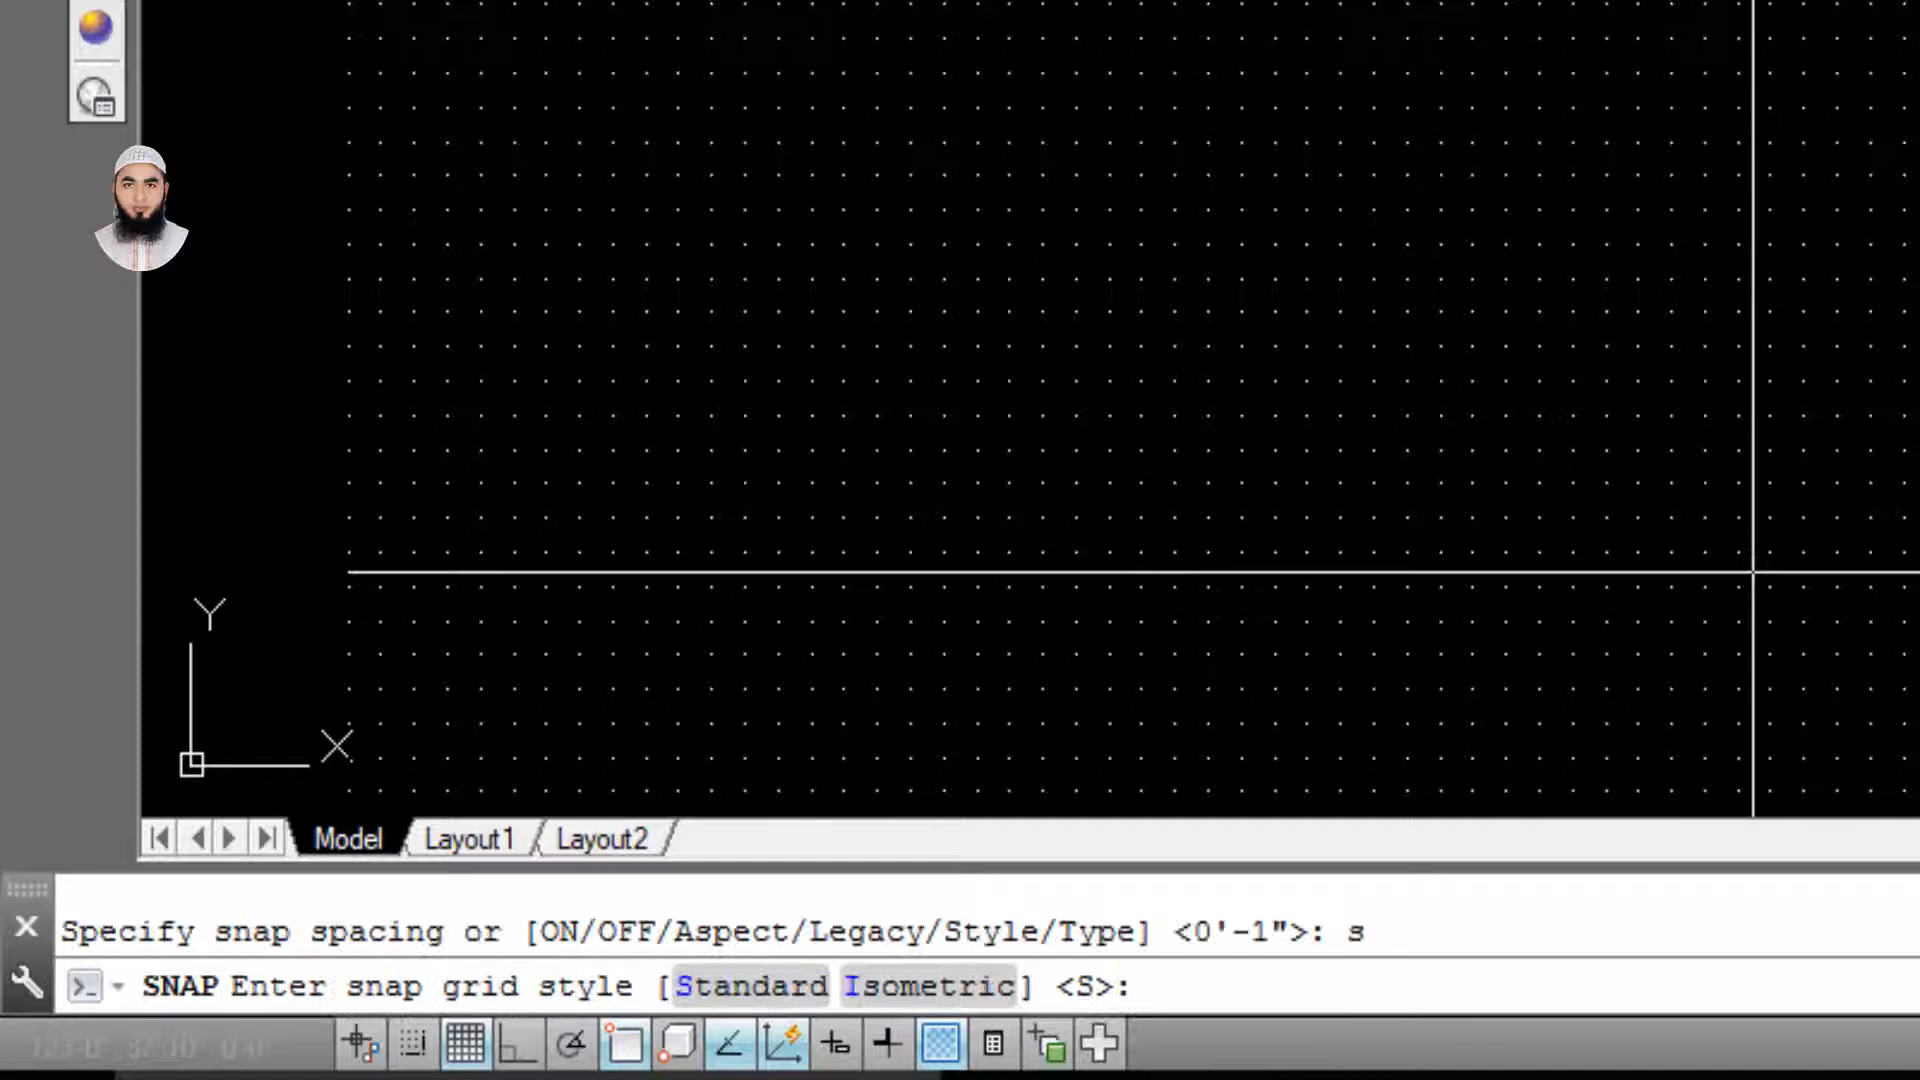 Y
X
Model Layout1 Layout2
Specify snap spacing or [ON/OFF/Aspect/Legacy/Style/Type] <0'-1">: s
SNAP Enter snap grid style [Standard Isometric] <S>: